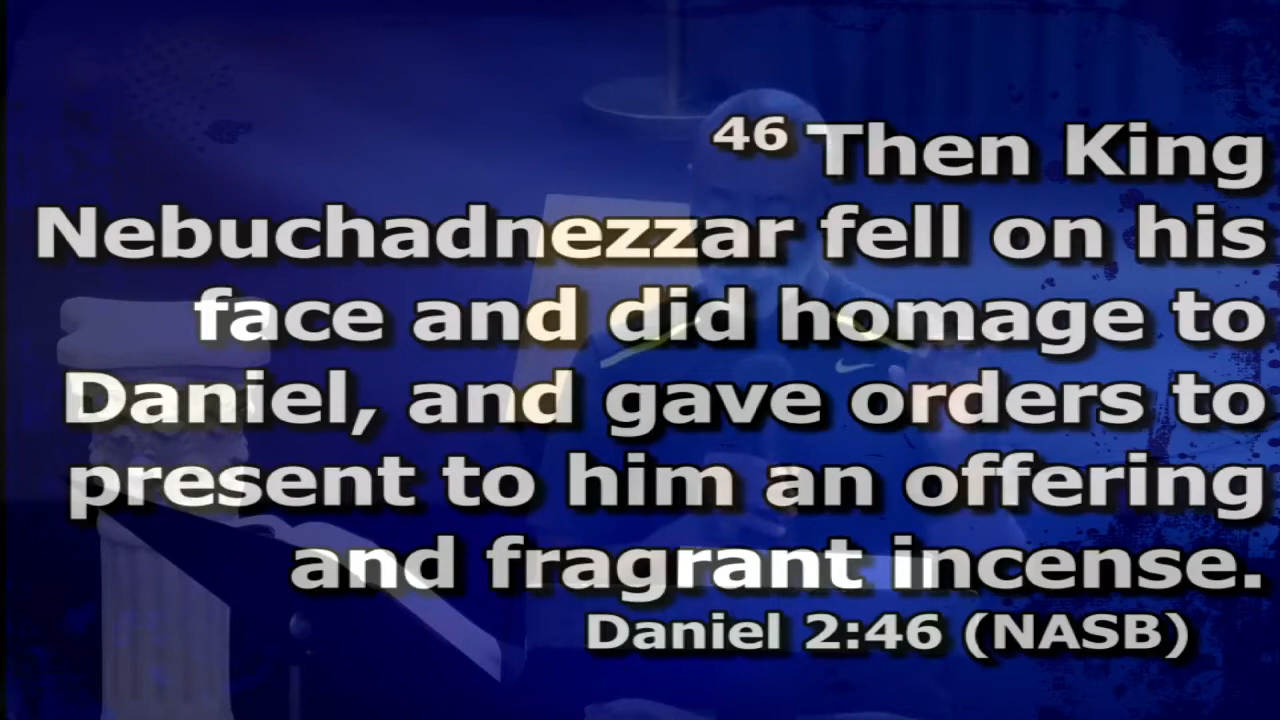 46 Then King
Nebuchadnezzar fell on his
face and did homage to
Daniel, and gave orders to
present to him an offering
and fragrant incense.
Daniel 2:46 (NASB)